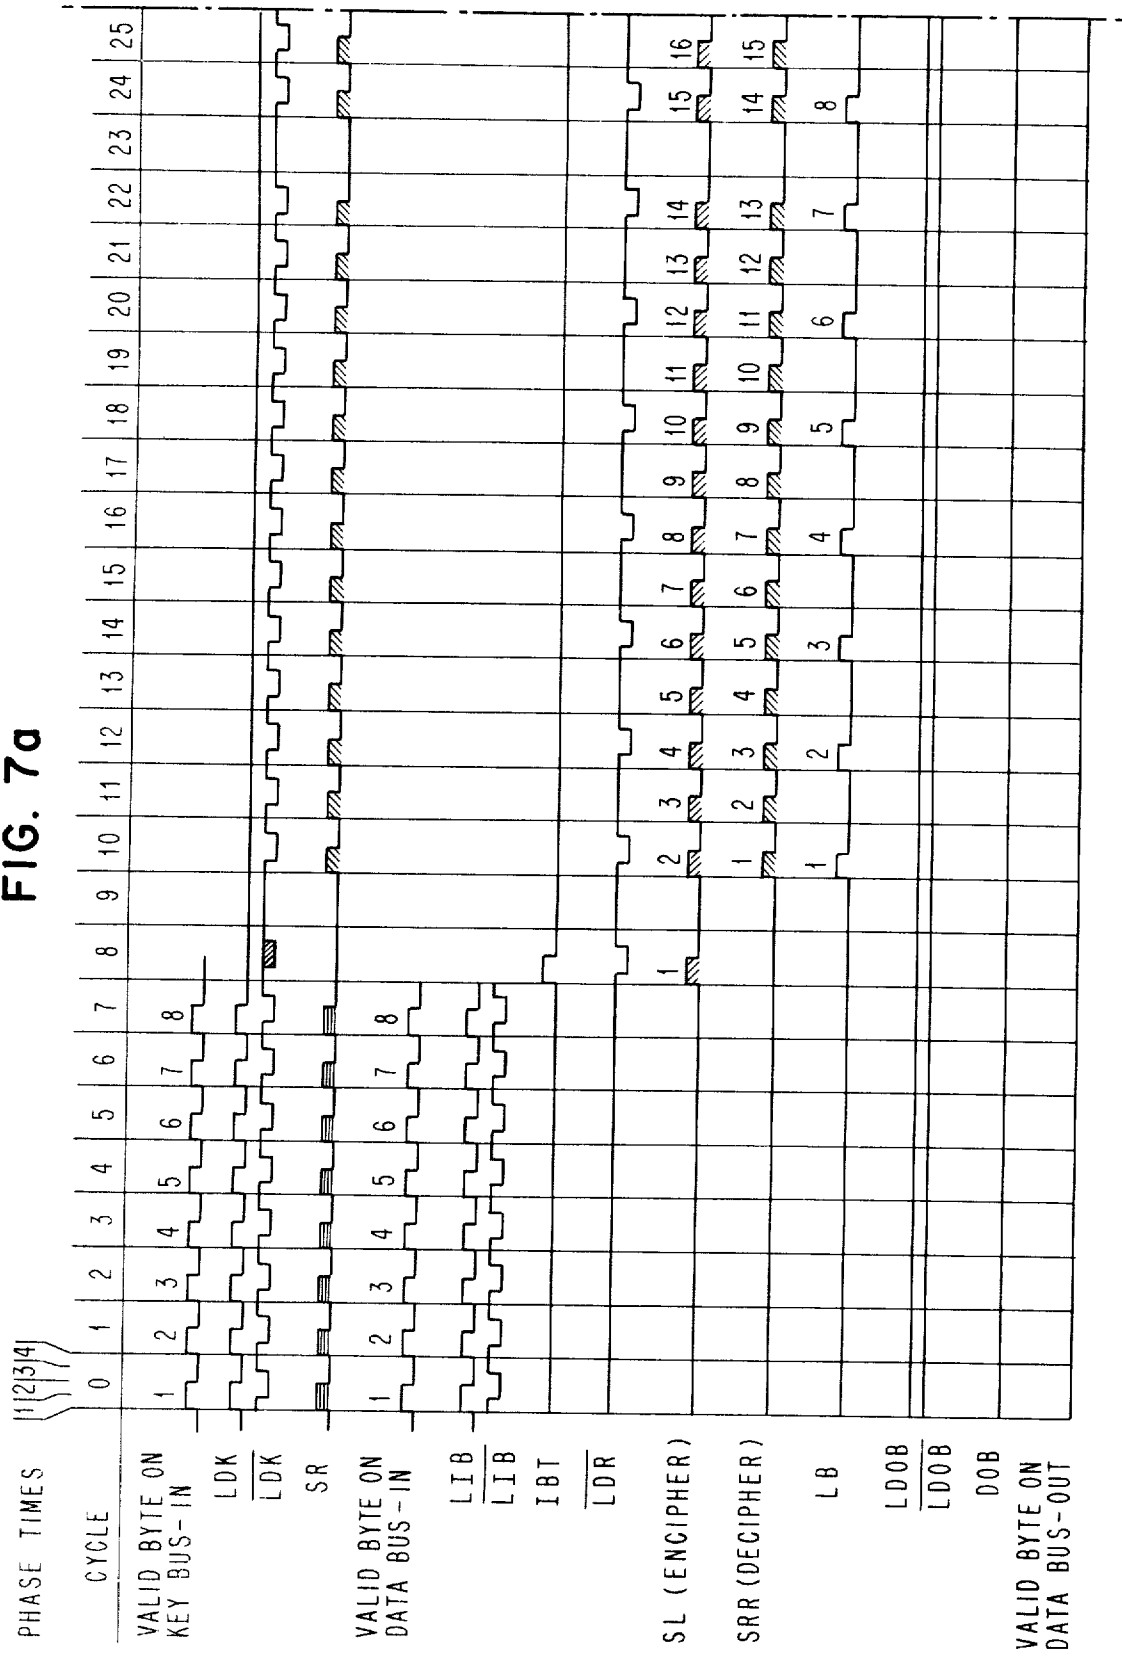 FIG. 7a
PHASE TIMES |1|2|3|4|
CYCLE 0 1 2 3 4 5 6 7 8 9 10 11 12 13 14 15 16 17 18 19 20 21 22 23 24 25
VALID BYTE ON
KEY BUS-IN 1 2 3 4 5 6 7 8
LDK
L̅D̅K̅
SR
VALID BYTE ON
DATA BUS-IN 1 2 3 4 5 6 7 8
LIB
L̅I̅B̅
IBT
L̅D̅R̅
SL (ENCIPHER) 1 2 3 4 5 6 7 8 9 10 11 12 13 14 15 16
SRR (DECIPHER) 1 2 3 4 5 6 7 8 9 10 11 12 13 14 15
LB 1 2 3 4 5 6 7 8
LDOB
L̅D̅O̅B̅
DOB
VALID BYTE ON
DATA BUS-OUT